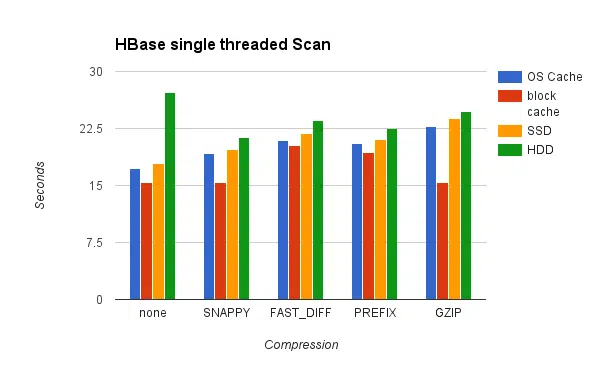 HBase single threaded Scan
30
22.5
15
7.5
0
Seconds
none
SNAPPY
FAST_DIFF
PREFIX
GZIP
Compression
OS Cache
block
cache
SSD
HDD